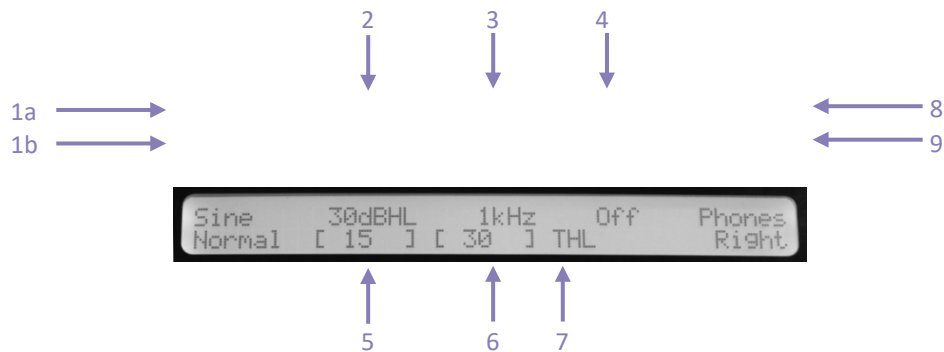 2 3 4
1a 8
1b 9
Sine 30dBHL 1kHz Off Phones
Normal [ 15 ] [ 30 ] THL Right
5 6 7